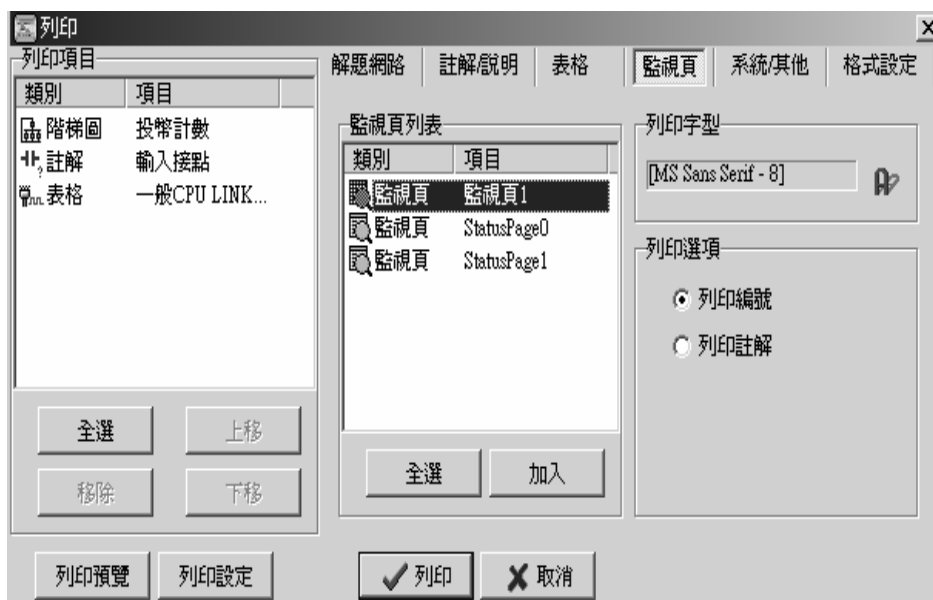 列印
列印項目
類別 項目
階梯圖 投幣計數
註解 輸入接點
表格 一般CPU LINK...
全選 上移
移除 下移
解題網路 註解/說明 表格 監視頁 系統/其他 格式設定
監視頁列表
類別 項目
監視頁 監視頁1
監視頁 StatusPage0
監視頁 StatusPage1
全選 加入
列印字型
[MS Sans Serif - 8]
列印選項
列印編號
列印註解
列印預覽 列印設定 列印 取消